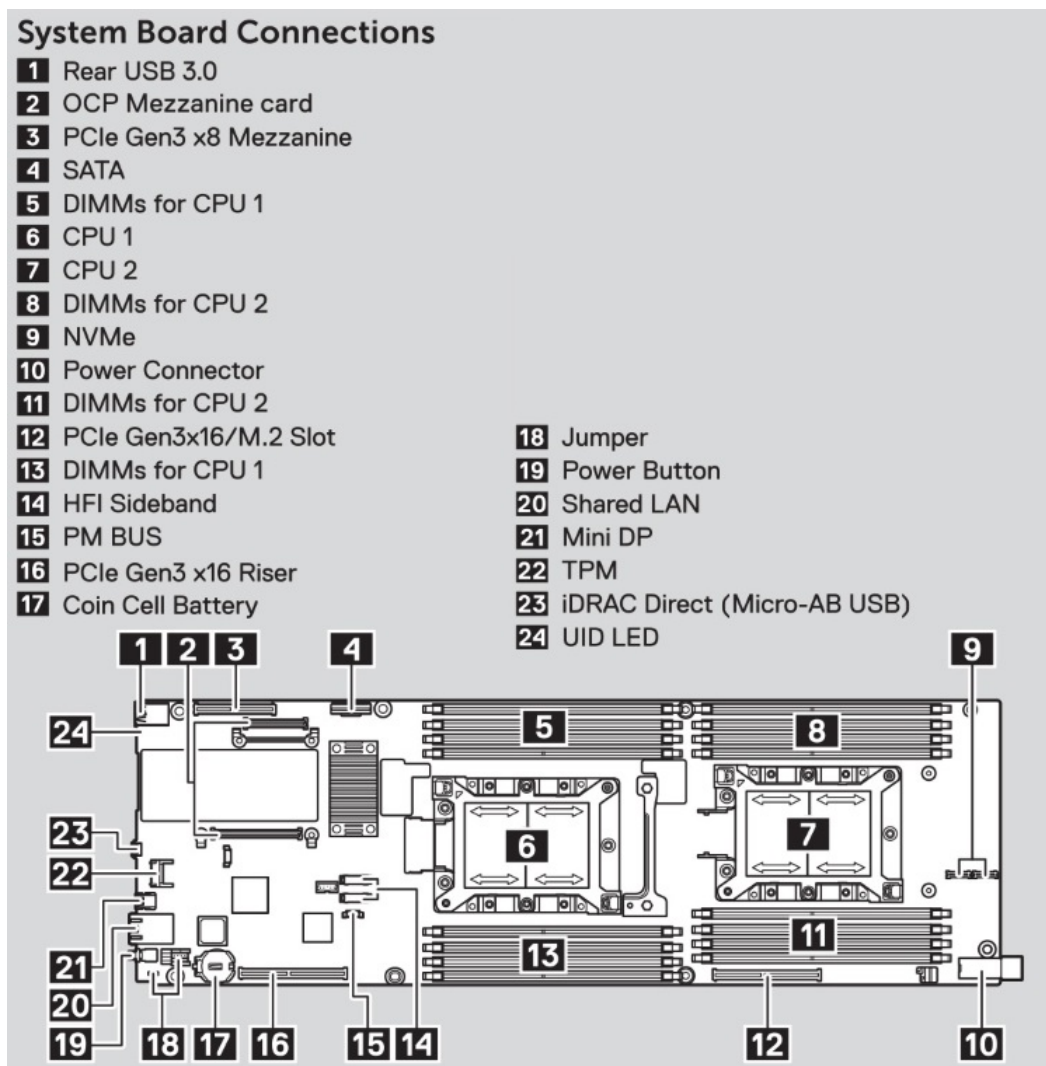 System Board Connections
1 Rear USB 3.0
2 OCP Mezzanine card
3 PCIe Gen3 x8 Mezzanine
4 SATA
5 DIMMs for CPU 1
6 CPU 1
7 CPU 2
8 DIMMs for CPU 2
9 NVMe
10 Power Connector
11 DIMMs for CPU 2
12 PCIe Gen3x16/M.2 Slot
13 DIMMs for CPU 1
14 HFI Sideband
15 PM BUS
16 PCIe Gen3 x16 Riser
17 Coin Cell Battery
18 Jumper
19 Power Button
20 Shared LAN
21 Mini DP
22 TPM
23 iDRAC Direct (Micro-AB USB)
24 UID LED
1 2 3 4 9
24 5 8
23 6 7
22
21 13 11
20
19 18 17 16 15 14 12 10